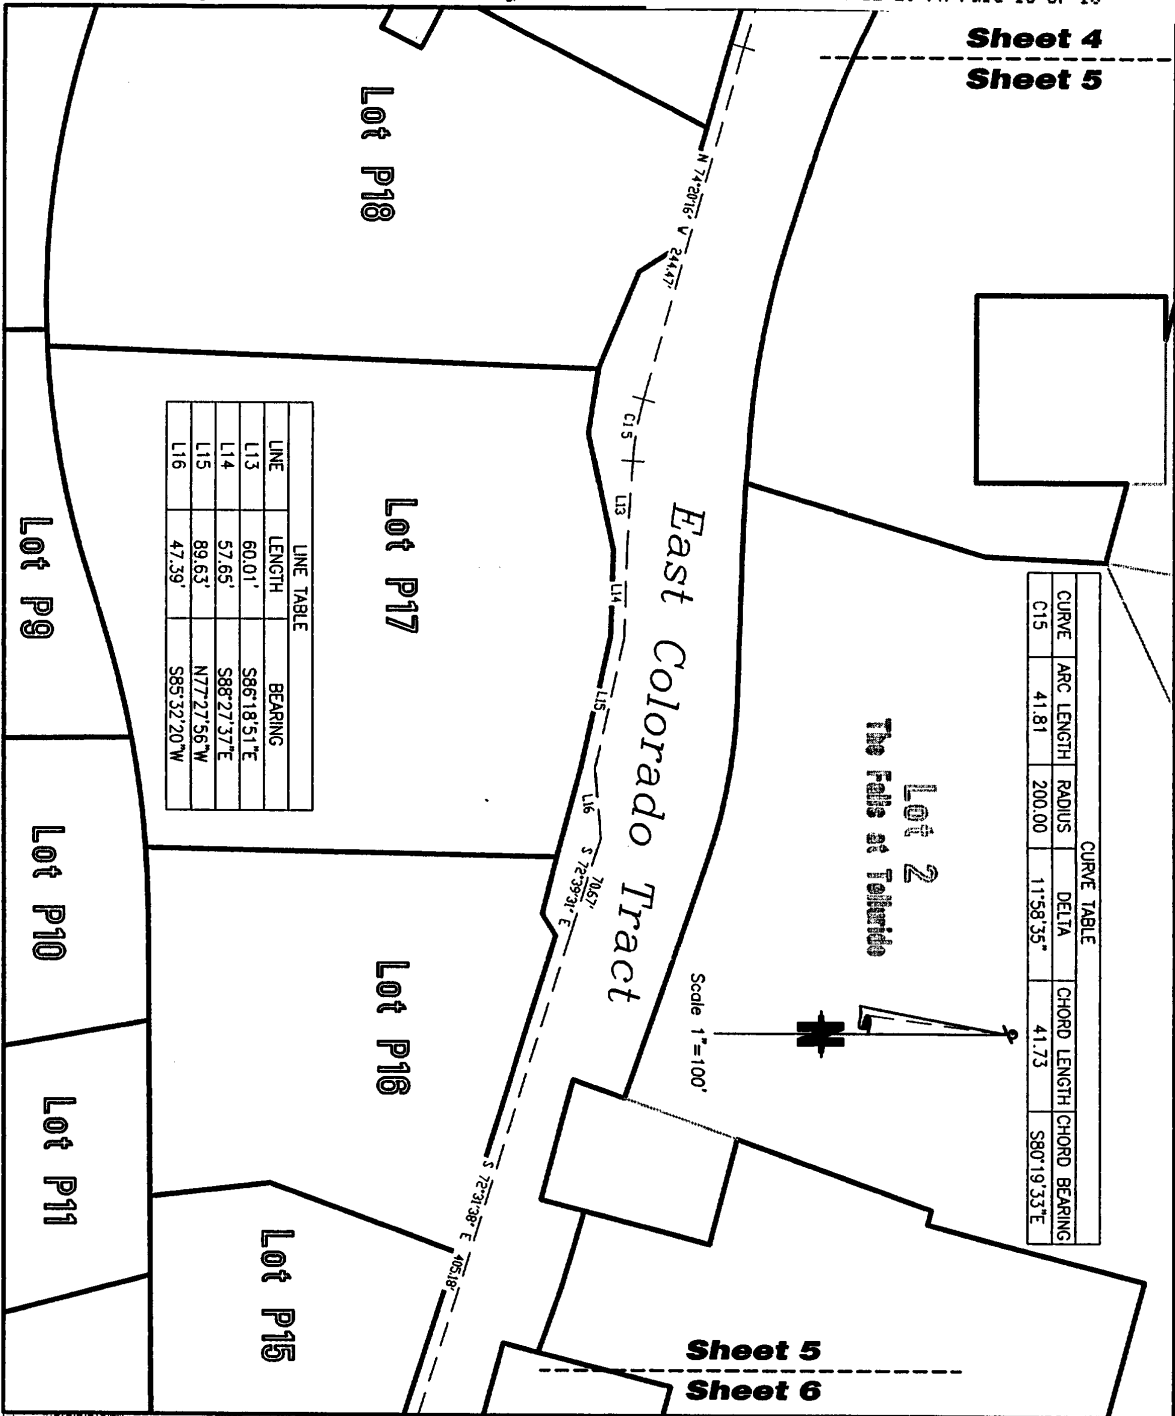 Sheet 4
Sheet 5
CURVE TABLE
CURVE ARC LENGTH RADIUS DELTA CHORD LENGTH CHORD BEARING
C15 41.81 200.00 11°58'35" 41.73 S80°19'33"E
Lot 2
The Falls at Telluride
Scale 1"=100'
East Colorado Tract
N 74°20'16" W 244.47'
C15
L13
L14
L15
L16
70.67'
S 72°39'31" E
S 72°31'38" E 405.18'
Lot P18
Lot P17
Lot P16
Lot P15
LINE TABLE
LINE LENGTH BEARING
L13 60.01' S86°18'51"E
L14 57.65' S88°27'37"E
L15 89.63' N77°27'56"W
L16 47.39' S85°32'20"W
Lot P9
Lot P10
Lot P11
Sheet 5
Sheet 6